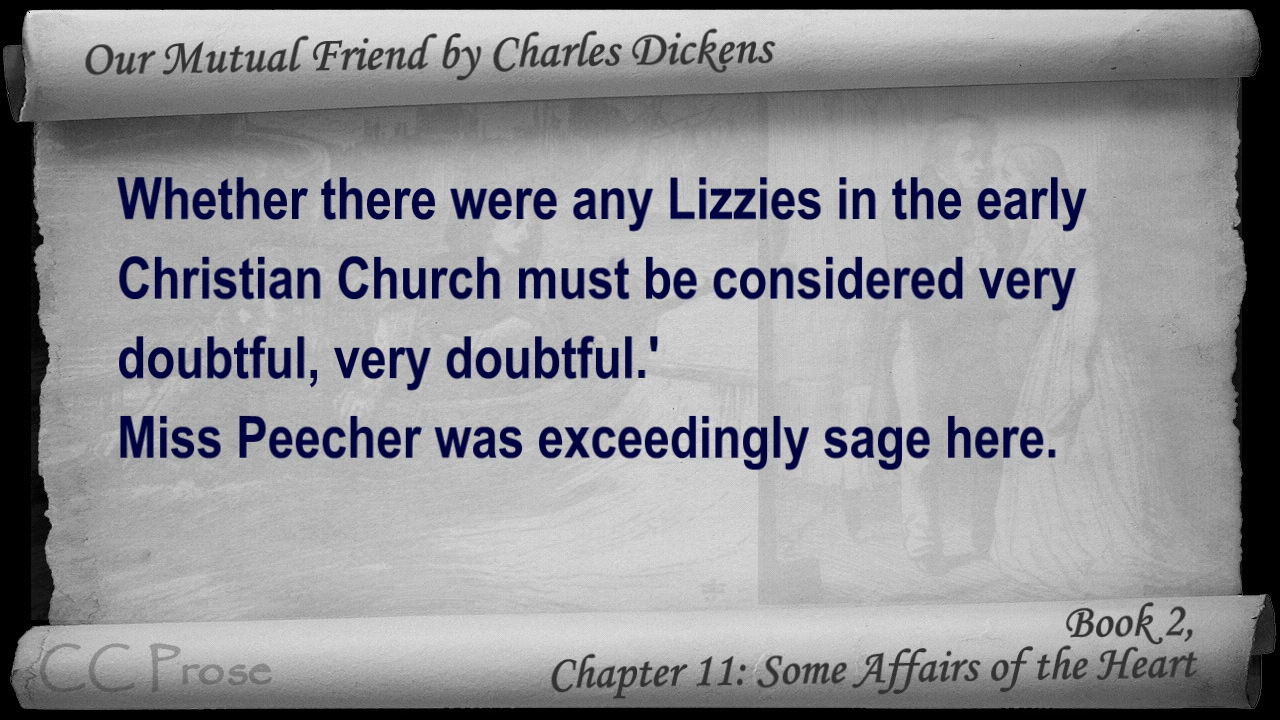 Our Mutual Friend by Charles Dickens
Whether there were any Lizzies in the early
Christian Church must be considered very
doubtful, very doubtful.'
Miss Peecher was exceedingly sage here.
Book 2,
Chapter 11: Some Affairs of the Heart
CC Prose